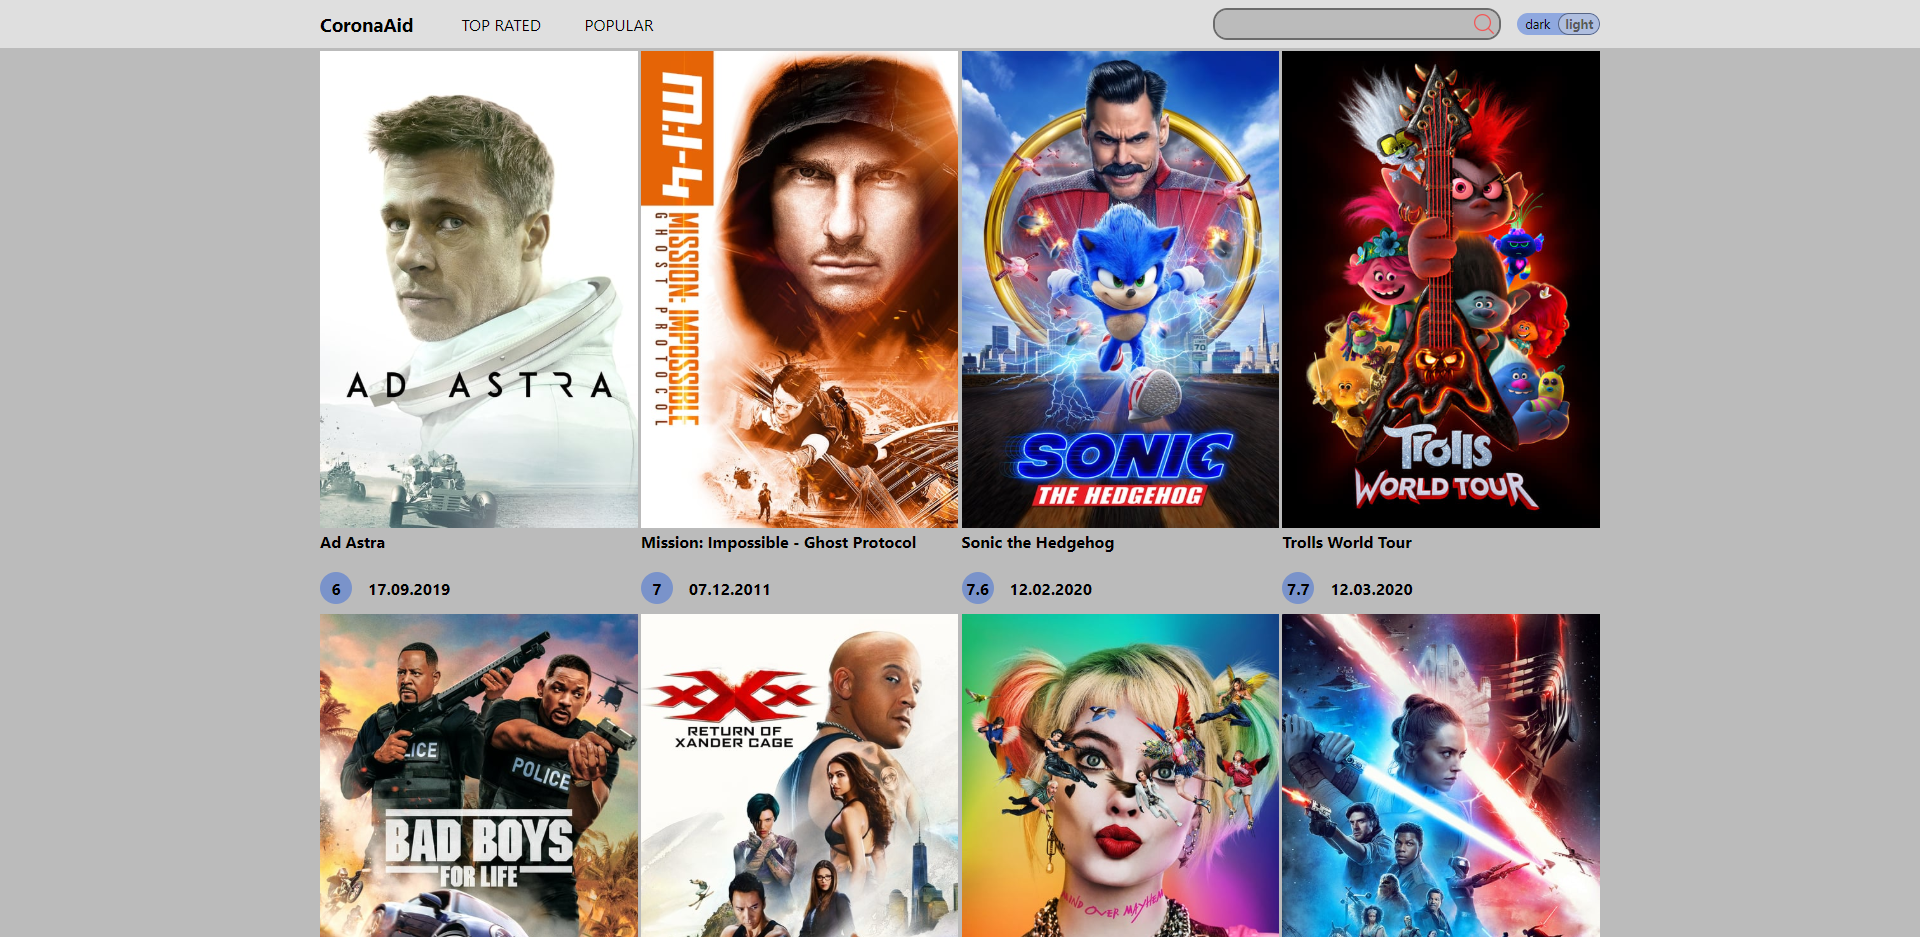 CoronaAid
TOP RATED
POPULAR
dark
light
AD ASTRA
M:I-4
MISSION: IMPOSSIBLE
GHOST PROTOCOL
SPEED LIMIT
70
SONIC
THE HEDGEHOG
Trolls
WORLD TOUR
Ad Astra
Mission: Impossible - Ghost Protocol
Sonic the Hedgehog
Trolls World Tour
6
17.09.2019
7
07.12.2011
7.6
12.02.2020
7.7
12.03.2020
LICE
POLICE
BAD BOYS
FOR LIFE
xXx
RETURN OF
XANDER CAGE
MIND OVER MAYHEM